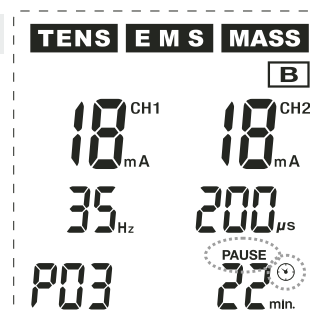 TENS EMS MASS
B
18 mA CH1 18 mA CH2
35 Hz 200 µs
PAUSE
P03 22 min.